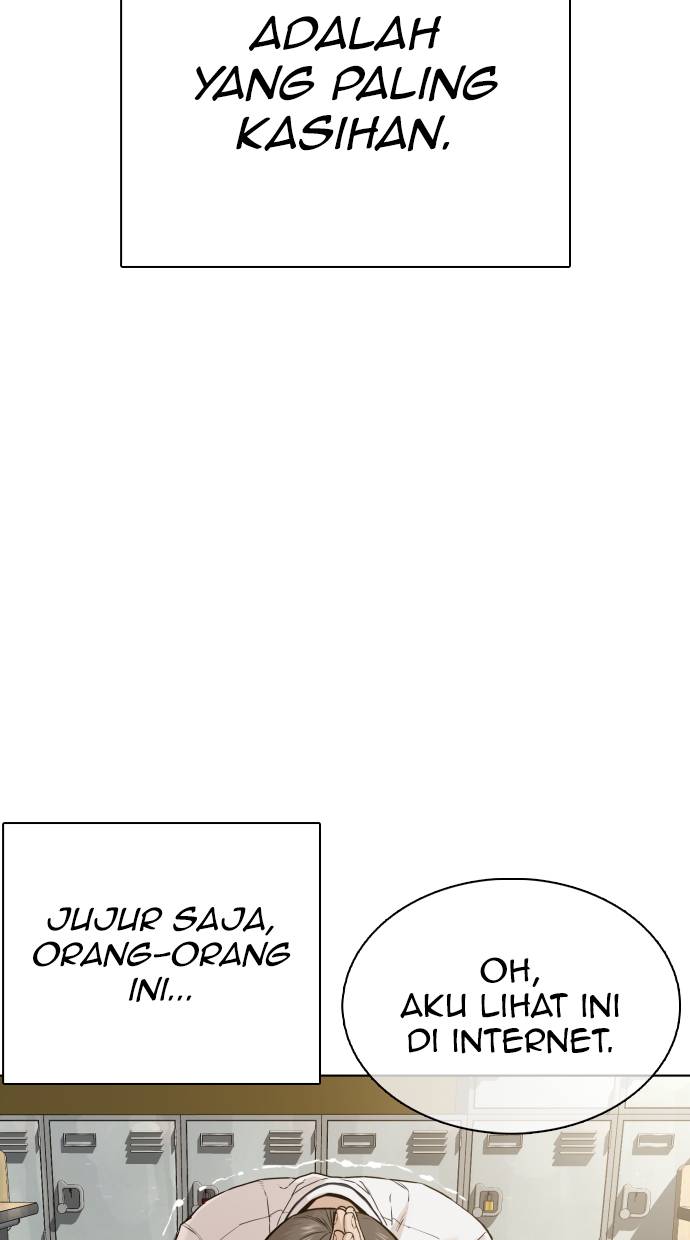 ADALAH
YANG PALING
KASIHAN.
JUJUR SAJA,
ORANG-ORANG
INI...
OH,
AKU LIHAT INI
DI INTERNET.